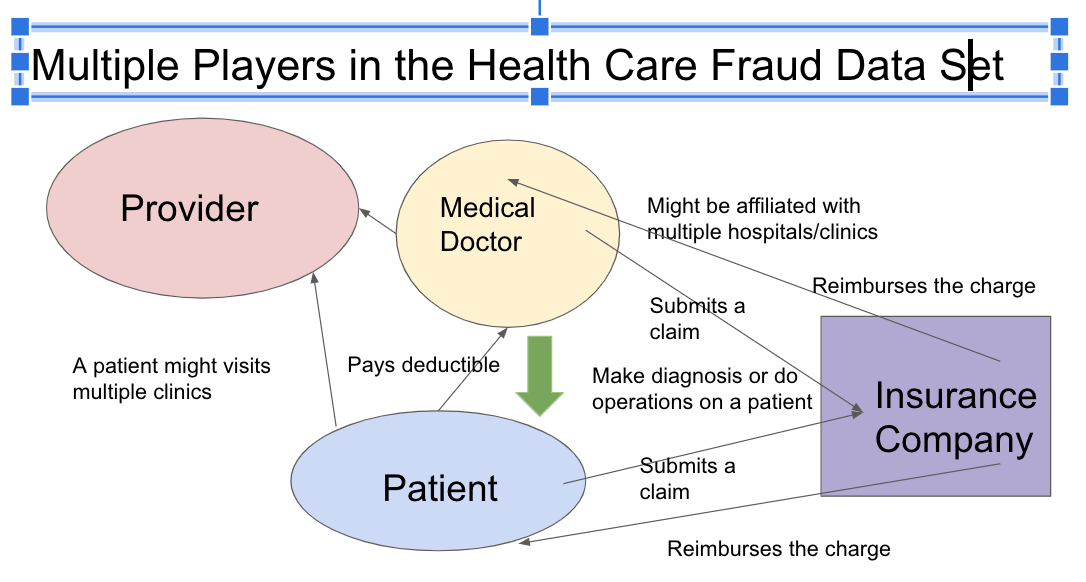 Multiple Players in the Health Care Fraud Data Set
Provider
Medical
Doctor
Might be affiliated with
multiple hospitals/clinics
Reimburses the charge
Submits a
claim
A patient might visits
multiple clinics
Pays deductible
Make diagnosis or do
operations on a patient
Insurance
Company
Submits a
claim
Patient
Reimburses the charge